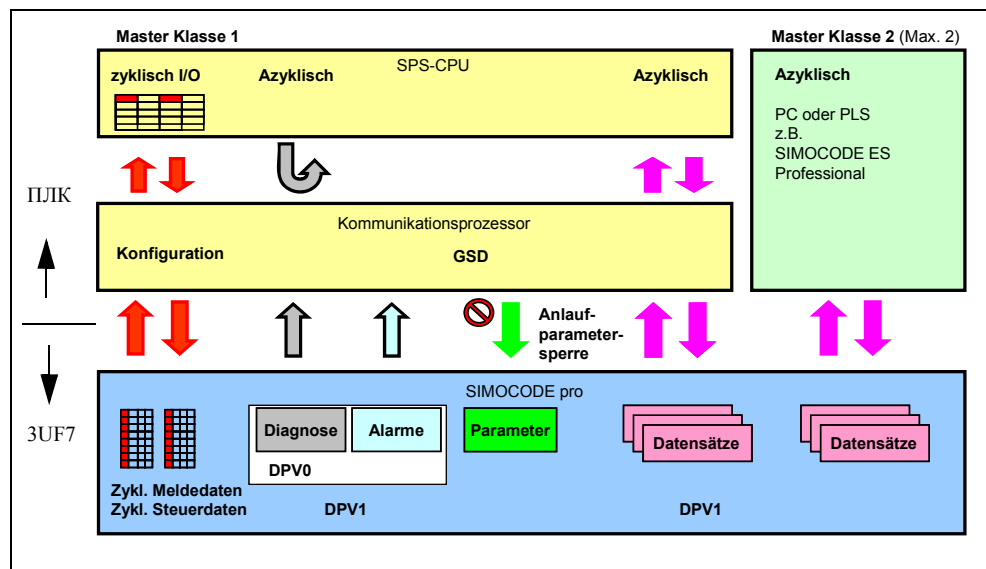 Master Klasse 1
Master Klasse 2 (Max. 2)
SPS-CPU
zyklisch I/O
Azyklisch
Azyklisch
Azyklisch
PC oder PLS
z.B.
SIMOCODE ES
Professional
ПЛК
Kommunikationsprozessor
Konfiguration
GSD
Anlauf-
parameter-
sperre
3UF7
SIMOCODE pro
Diagnose
Alarme
Parameter
Datensätze
Datensätze
DPV0
Zykl. Meldedaten
Zykl. Steuerdaten
DPV1
DPV1